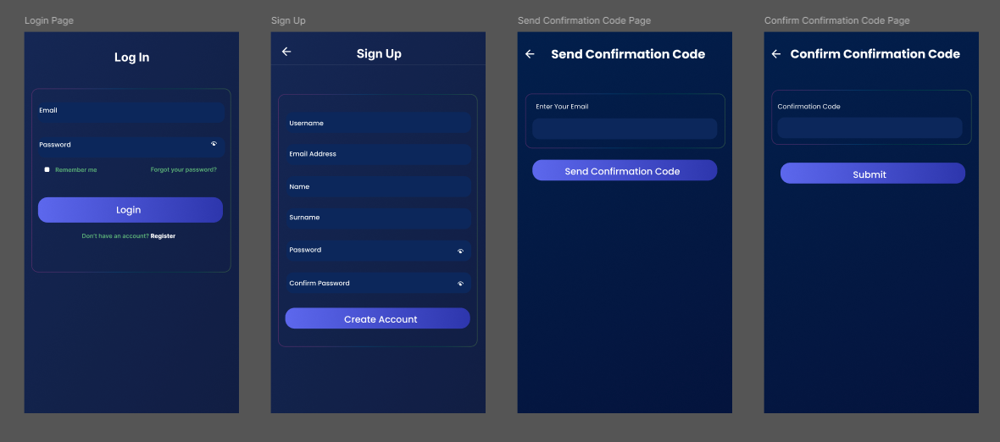 Login Page
Log In
Email
Password
Remember me
Forgot your password?
Login
Don't have an account? Register
Sign Up
Sign Up
Username
Email Address
Name
Surname
Password
Confirm Password
Create Account
Send Confirmation Code Page
Send Confirmation Code
Enter Your Email
Send Confirmation Code
Confirm Confirmation Code Page
Confirm Confirmation Code
Confirmation Code
Submit